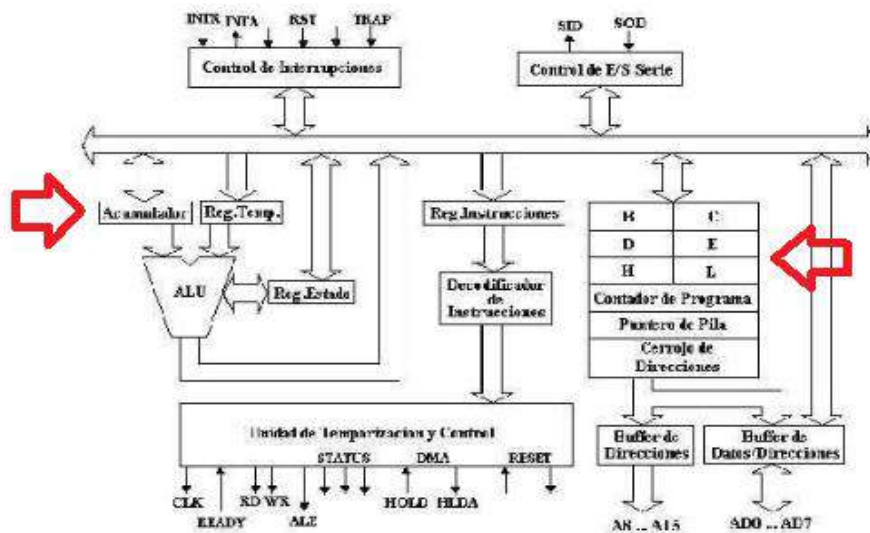 INTR INTA RST TRAP
SID SOD
Control de Interrupciones
Control de E/S Serie
Acumulador
Reg.Temp.
Reg.Instrucciones
B C
D E
H L
ALU
Reg.Estado
Decodificador
de
Instrucciones
Contador de Programa
Puntero de Pila
Cerrojo de
Direcciones
Unidad de Temporizacion y Control
STATUS DMA RESET
Buffer de
Direcciones
Buffer de
Datos/Direcciones
CLK RD WR HOLD HLDA
READY ALE
A8 ... A15 AD0 ... AD7